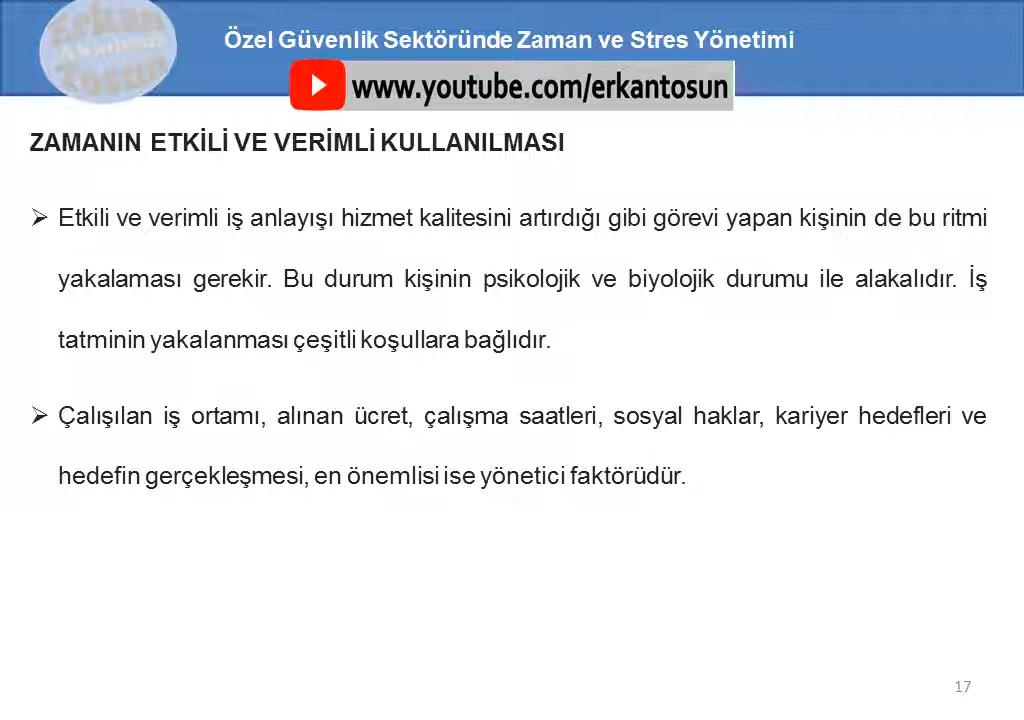 Erkan
Akademi
Tosun
Özel Güvenlik Sektöründe Zaman ve Stres Yönetimi
www.youtube.com/erkantosun
ZAMANIN ETKİLİ VE VERİMLİ KULLANILMASI
➢ Etkili ve verimli iş anlayışı hizmet kalitesini artırdığı gibi görevi yapan kişinin de bu ritmi
yakalaması gerekir. Bu durum kişinin psikolojik ve biyolojik durumu ile alakalıdır. İş
tatminin yakalanması çeşitli koşullara bağlıdır.
➢ Çalışılan iş ortamı, alınan ücret, çalışma saatleri, sosyal haklar, kariyer hedefleri ve
hedefin gerçekleşmesi, en önemlisi ise yönetici faktörüdür.
17